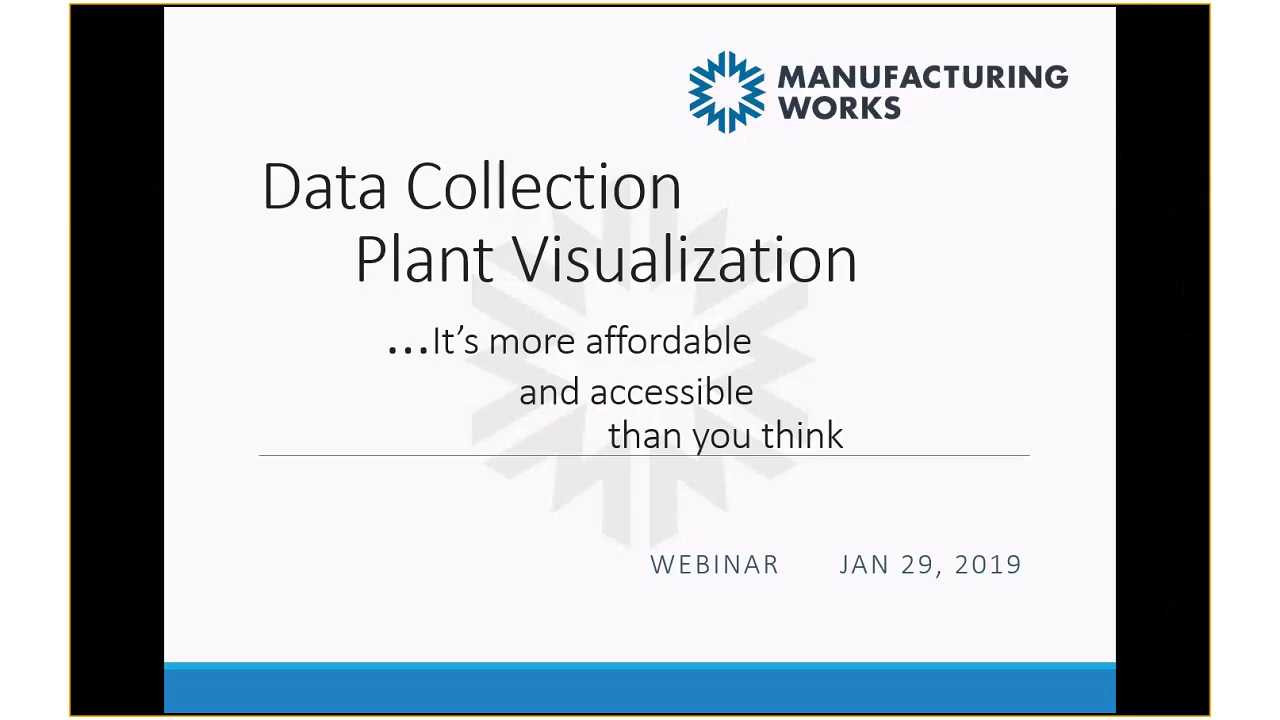 MANUFACTURING
WORKS
Data Collection
Plant Visualization
...It’s more affordable
and accessible
than you think
WEBINAR JAN 29, 2019